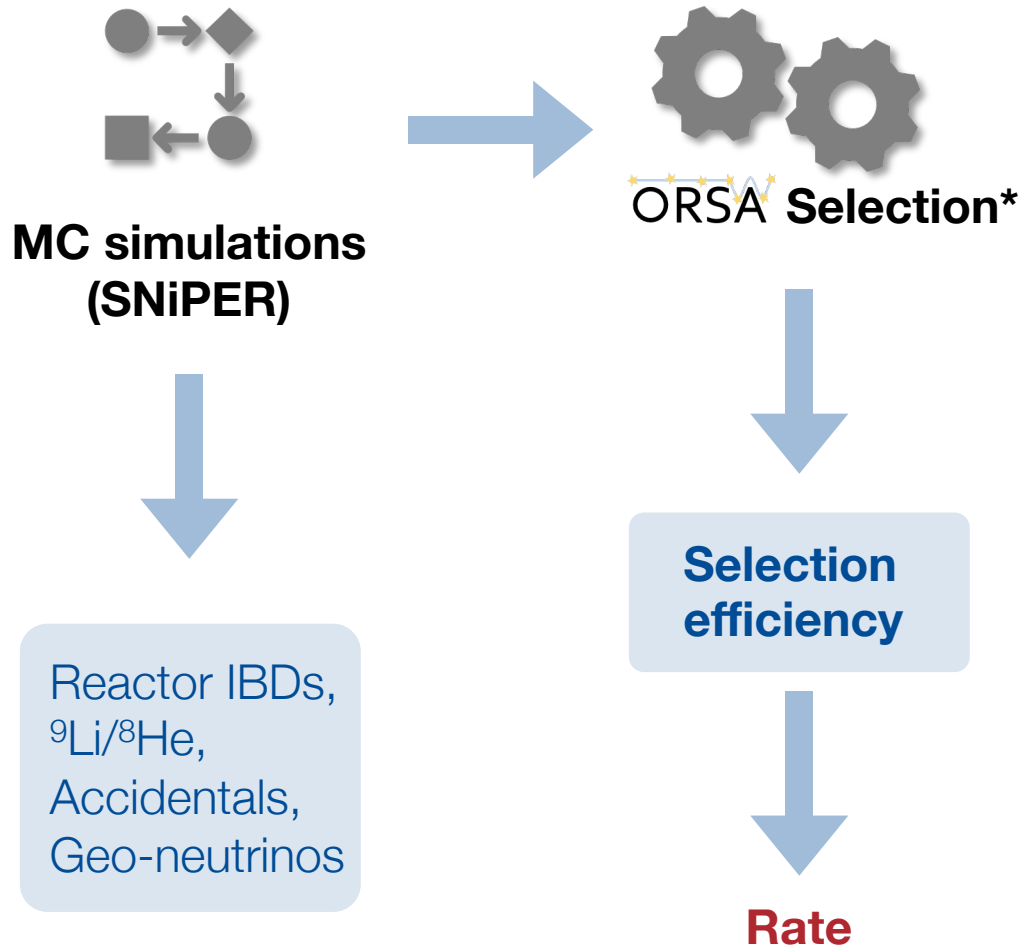 MC simulations
(SNiPER)
ORSA Selection*
Reactor IBDs,
⁹Li/⁸He,
Accidentals,
Geo-neutrinos
Selection
efficiency
Rate